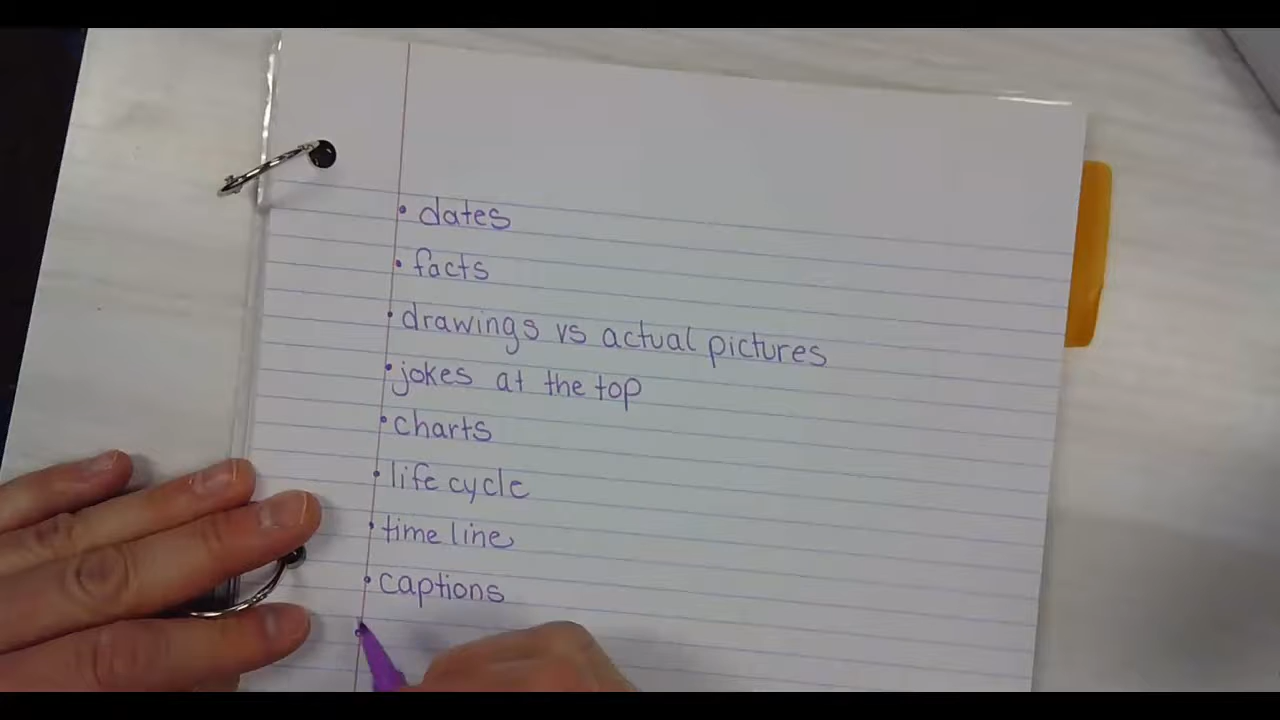 • dates
• facts
• drawings vs actual pictures
• jokes at the top
• charts
• life cycle
• time line
• captions
•